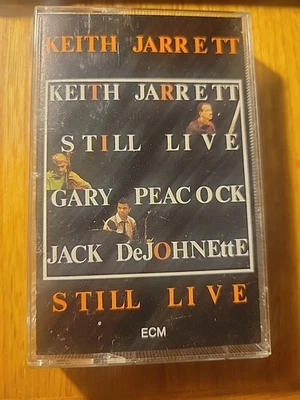 KEITH JARRETT
KEITH JARRETT
STILL LIVE
GARY PEACOCK
JACK DeJOHNEttE
STILL LIVE
ECM